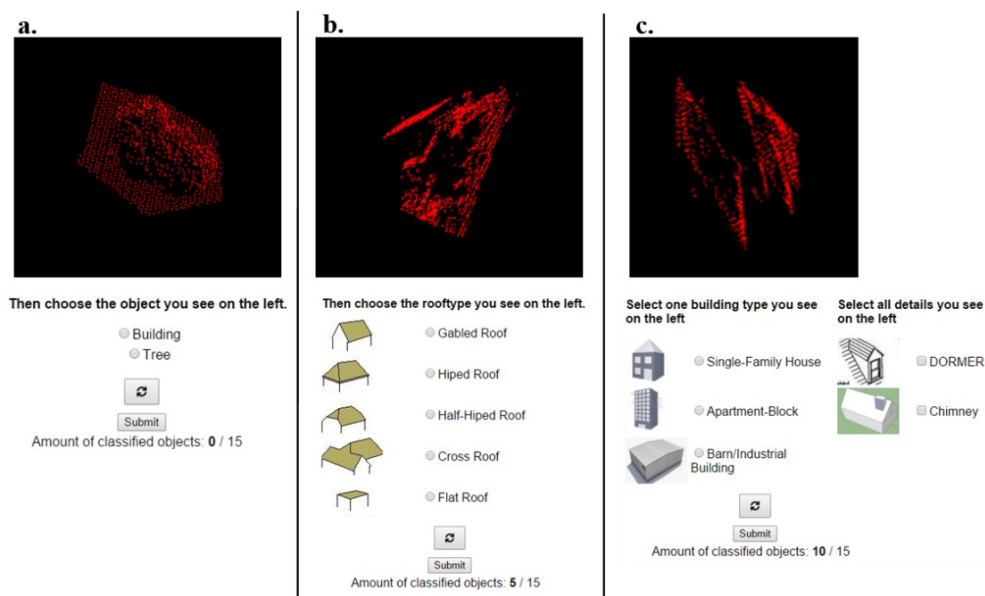 a.
Then choose the object you see on the left.
Building
Tree
Submit
Amount of classified objects: 0 / 15
b.
Then choose the rooftype you see on the left.
Gabled Roof
Hiped Roof
Half-Hiped Roof
Cross Roof
Flat Roof
Submit
Amount of classified objects: 5 / 15
c.
Select one building type you see
on the left
Single-Family House
Apartment-Block
Barn/Industrial
Building
Select all details you see
on the left
DORMER
Chimney
Submit
Amount of classified objects: 10 / 15